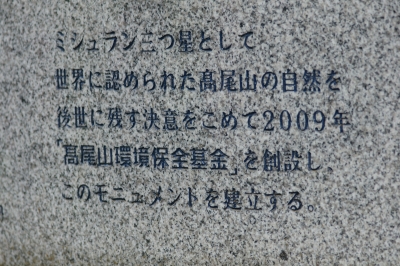 ミシュラン三つ星として
世界に認められた髙尾山の自然を
後世に残す決意をこめて2009年
「髙尾山環境保全基金」を創設し、
このモニュメントを建立する。